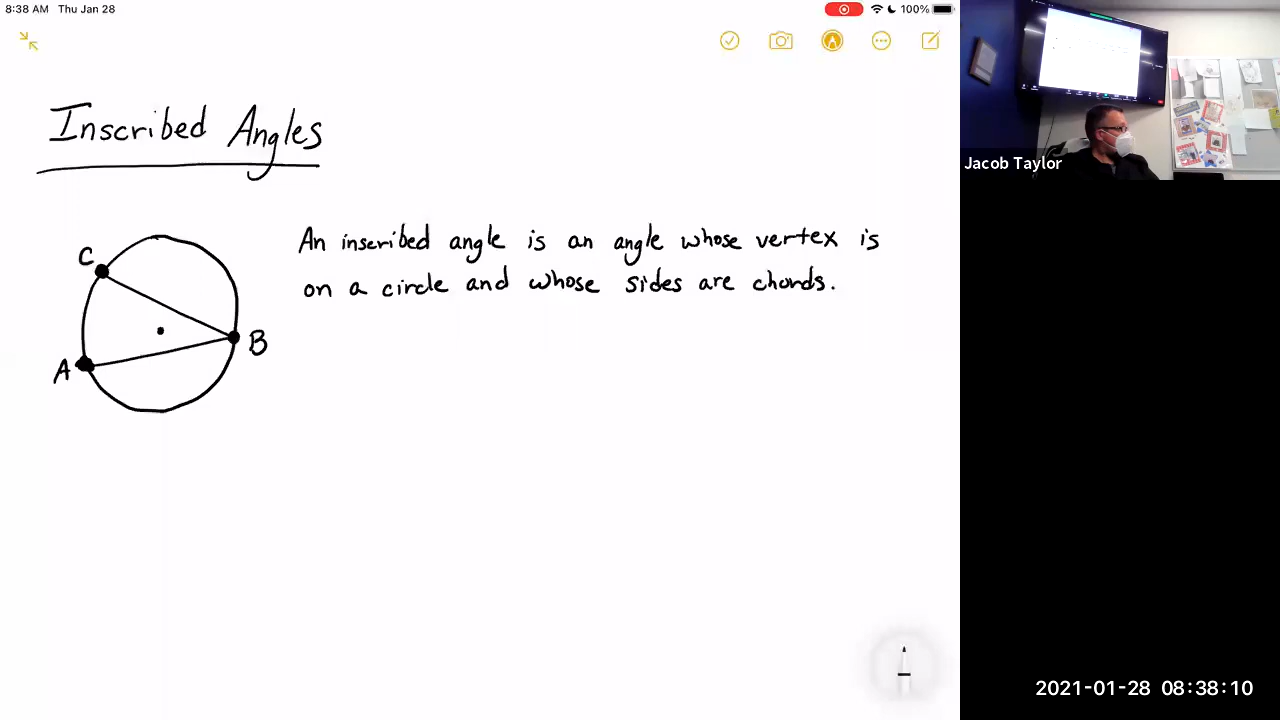 8:38 AM Thu Jan 28
100%
Inscribed Angles
Jacob Taylor
An inscribed angle is an angle whose vertex is
on a circle and whose sides are chords.
C
B
A
2021-01-28 08:38:10